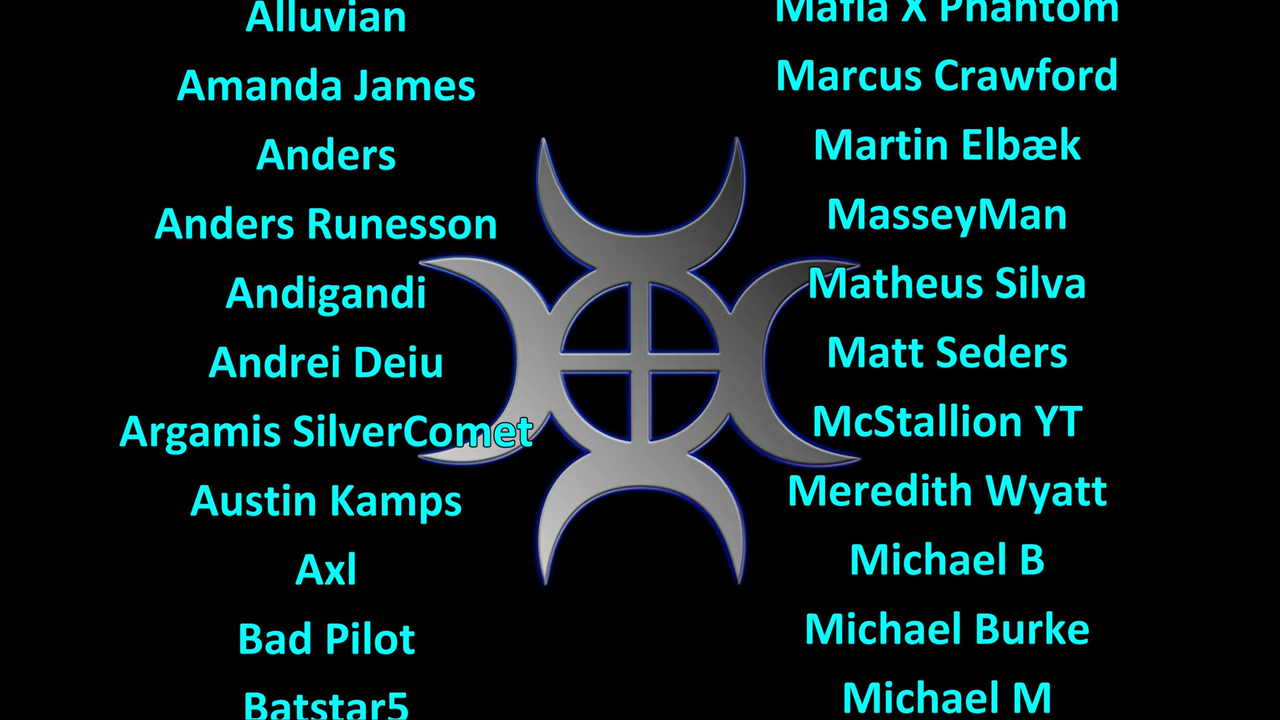 Alluvian
Amanda James
Anders
Anders Runesson
Andigandi
Andrei Deiu
Argamis SilverComet
Austin Kamps
Axl
Bad Pilot
Batstar5
Mafia X Phantom
Marcus Crawford
Martin Elbæk
MasseyMan
Matheus Silva
Matt Seders
McStallion YT
Meredith Wyatt
Michael B
Michael Burke
Michael M